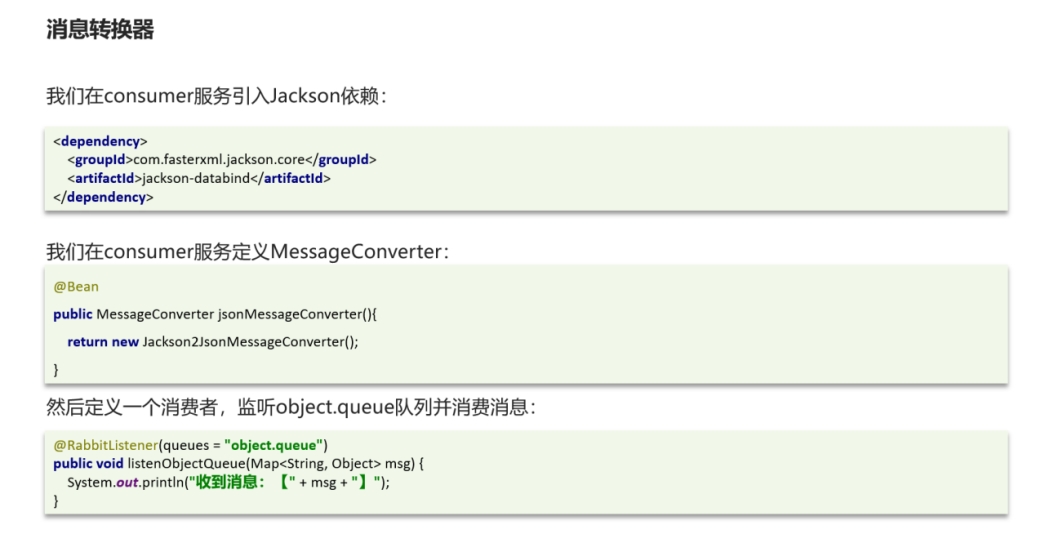 消息转换器
我们在consumer服务引入Jackson依赖：
<dependency>
<groupId>com.fasterxml.jackson.core</groupId>
<artifactId>jackson-databind</artifactId>
</dependency>
我们在consumer服务定义MessageConverter：
@Bean
public MessageConverter jsonMessageConverter(){
return new Jackson2JsonMessageConverter();
}
然后定义一个消费者，监听object.queue队列并消费消息：
@RabbitListener(queues = "object.queue")
public void listenObjectQueue(Map<String, Object> msg) {
System.out.println("收到消息：【" + msg + "】");
}